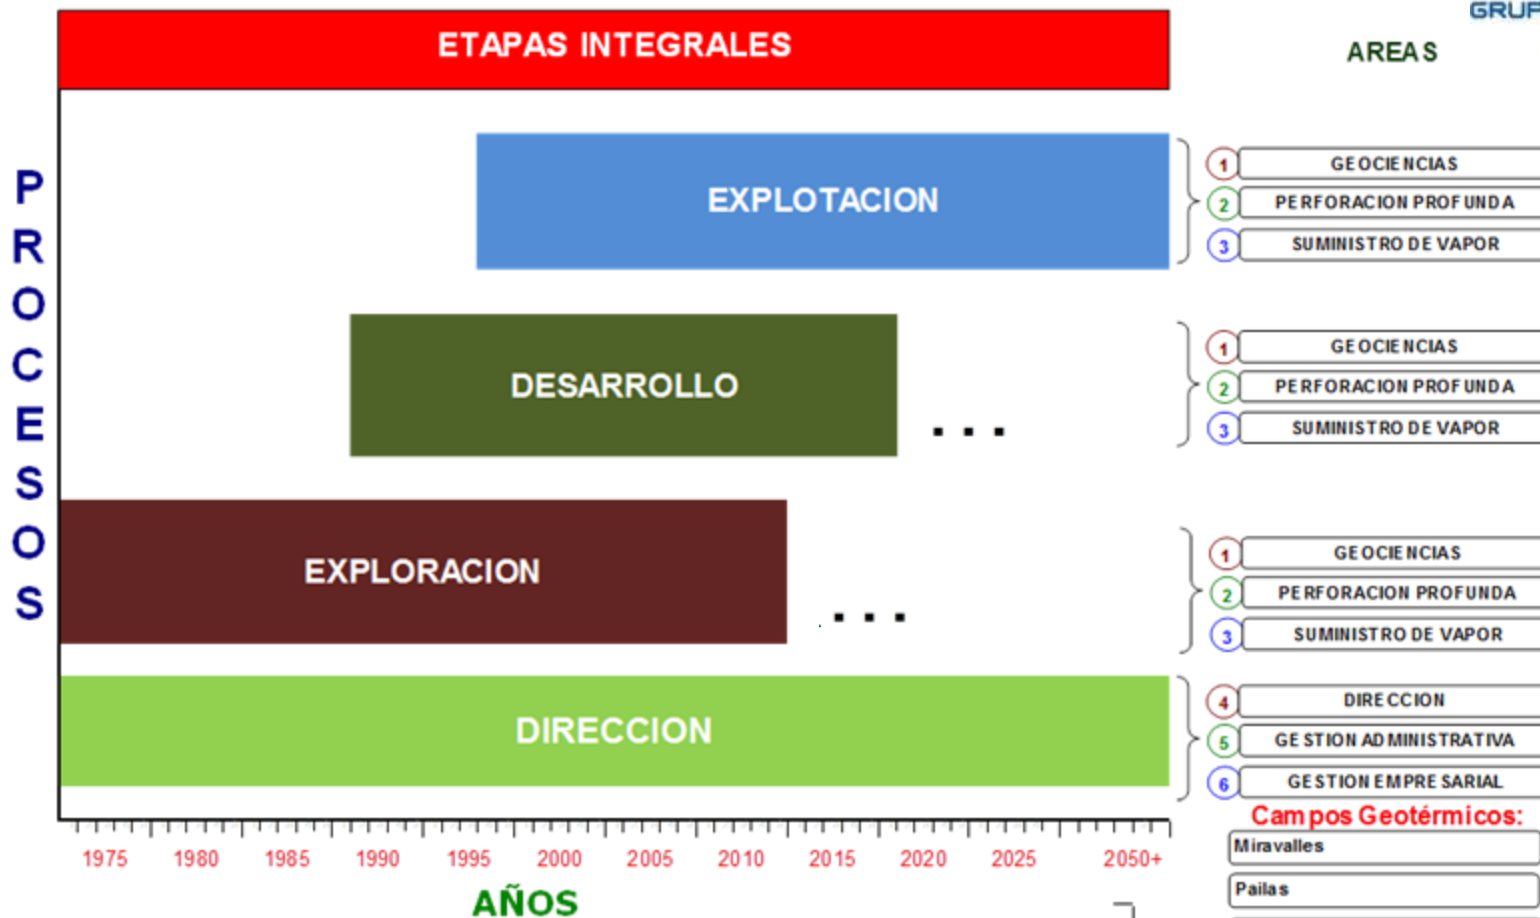 GRUP
ETAPAS INTEGRALES
AREAS
PROCESOS
EXPLOTACION
1 GEOCIENCIAS
2 PERFORACION PROFUNDA
3 SUMINISTRO DE VAPOR
DESARROLLO
...
1 GEOCIENCIAS
2 PERFORACION PROFUNDA
3 SUMINISTRO DE VAPOR
EXPLORACION
...
1 GEOCIENCIAS
2 PERFORACION PROFUNDA
3 SUMINISTRO DE VAPOR
DIRECCION
4 DIRECCION
5 GESTION ADMINISTRATIVA
6 GESTION EMPRESARIAL
1975 1980 1985 1990 1995 2000 2005 2010 2015 2020 2025 2050+
AÑOS
Campos Geotérmicos:
Miravalles
Pailas